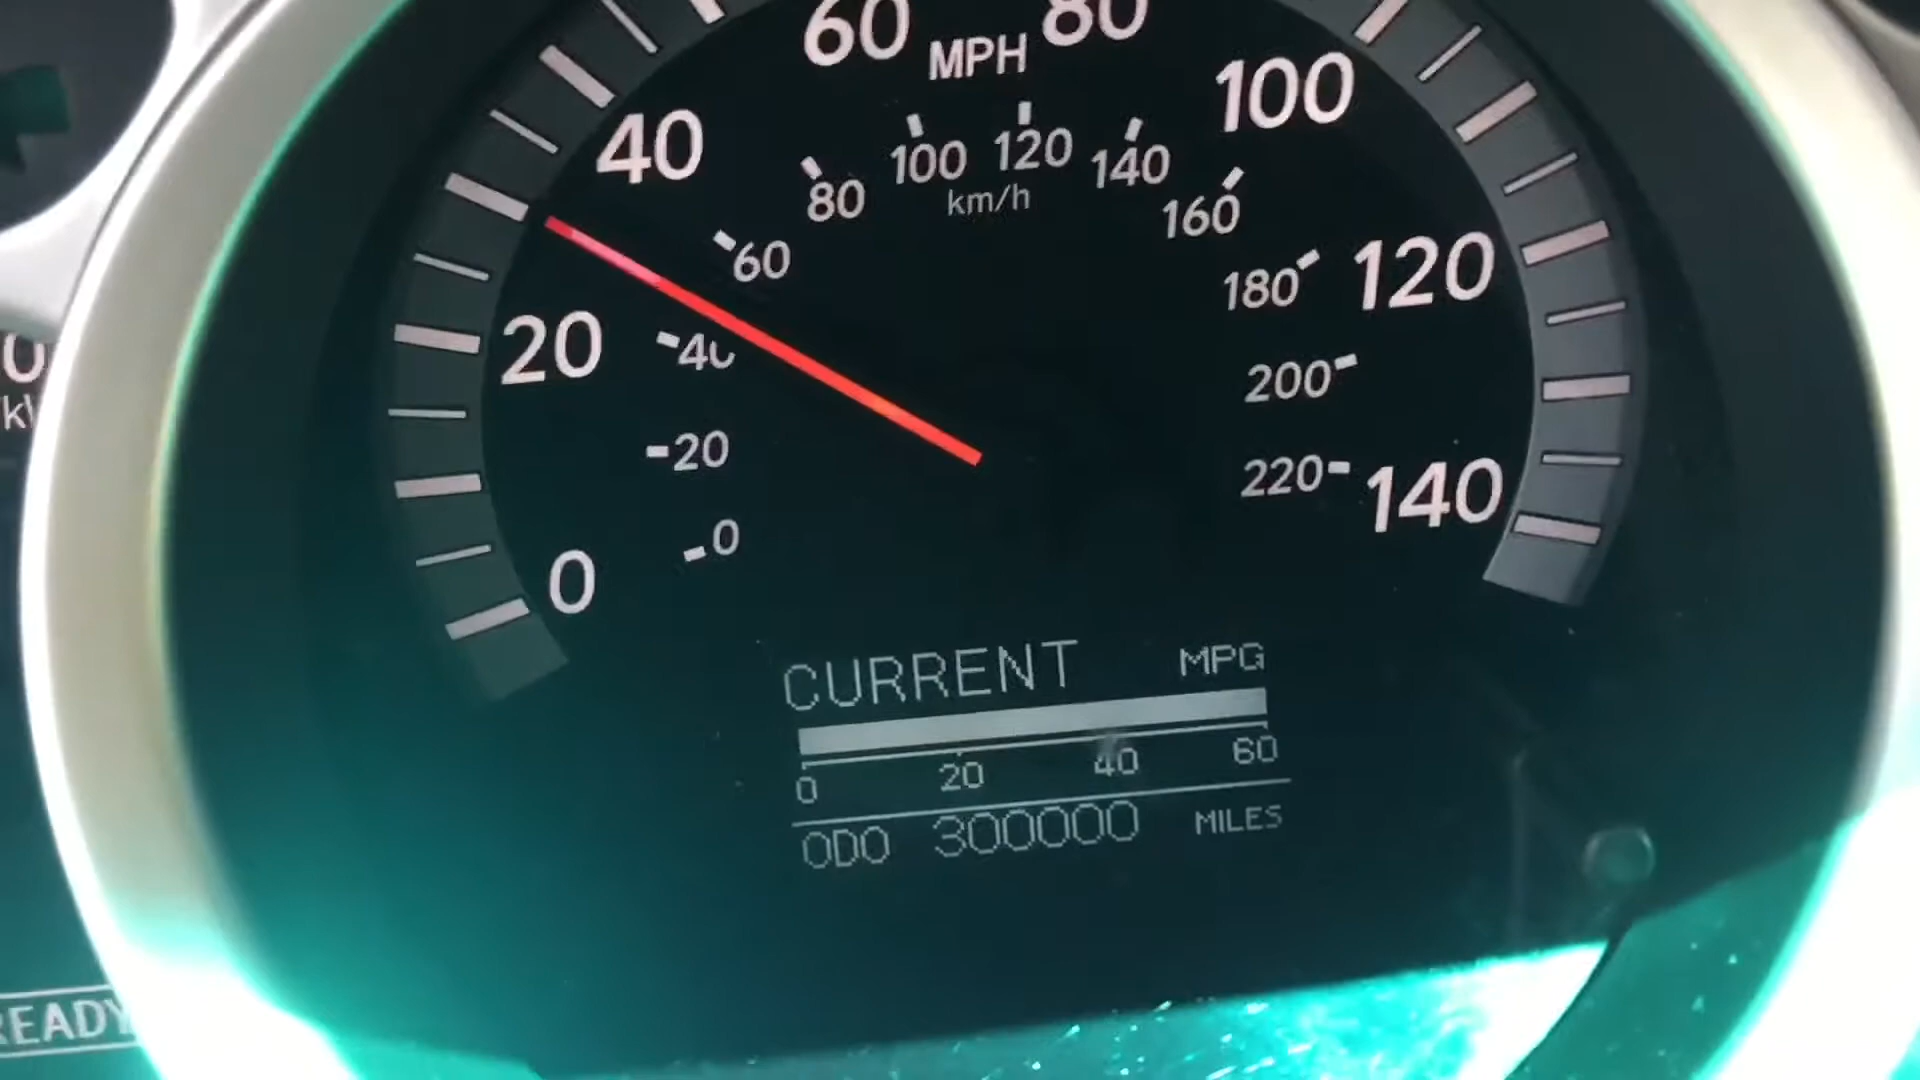 60 MPH 80
40 100
80 100 120 140 160
km/h
60 180 120
20 40 200
20 220 140
0 0
CURRENT MPG
0 20 40 60
ODO 300000 MILES
READY